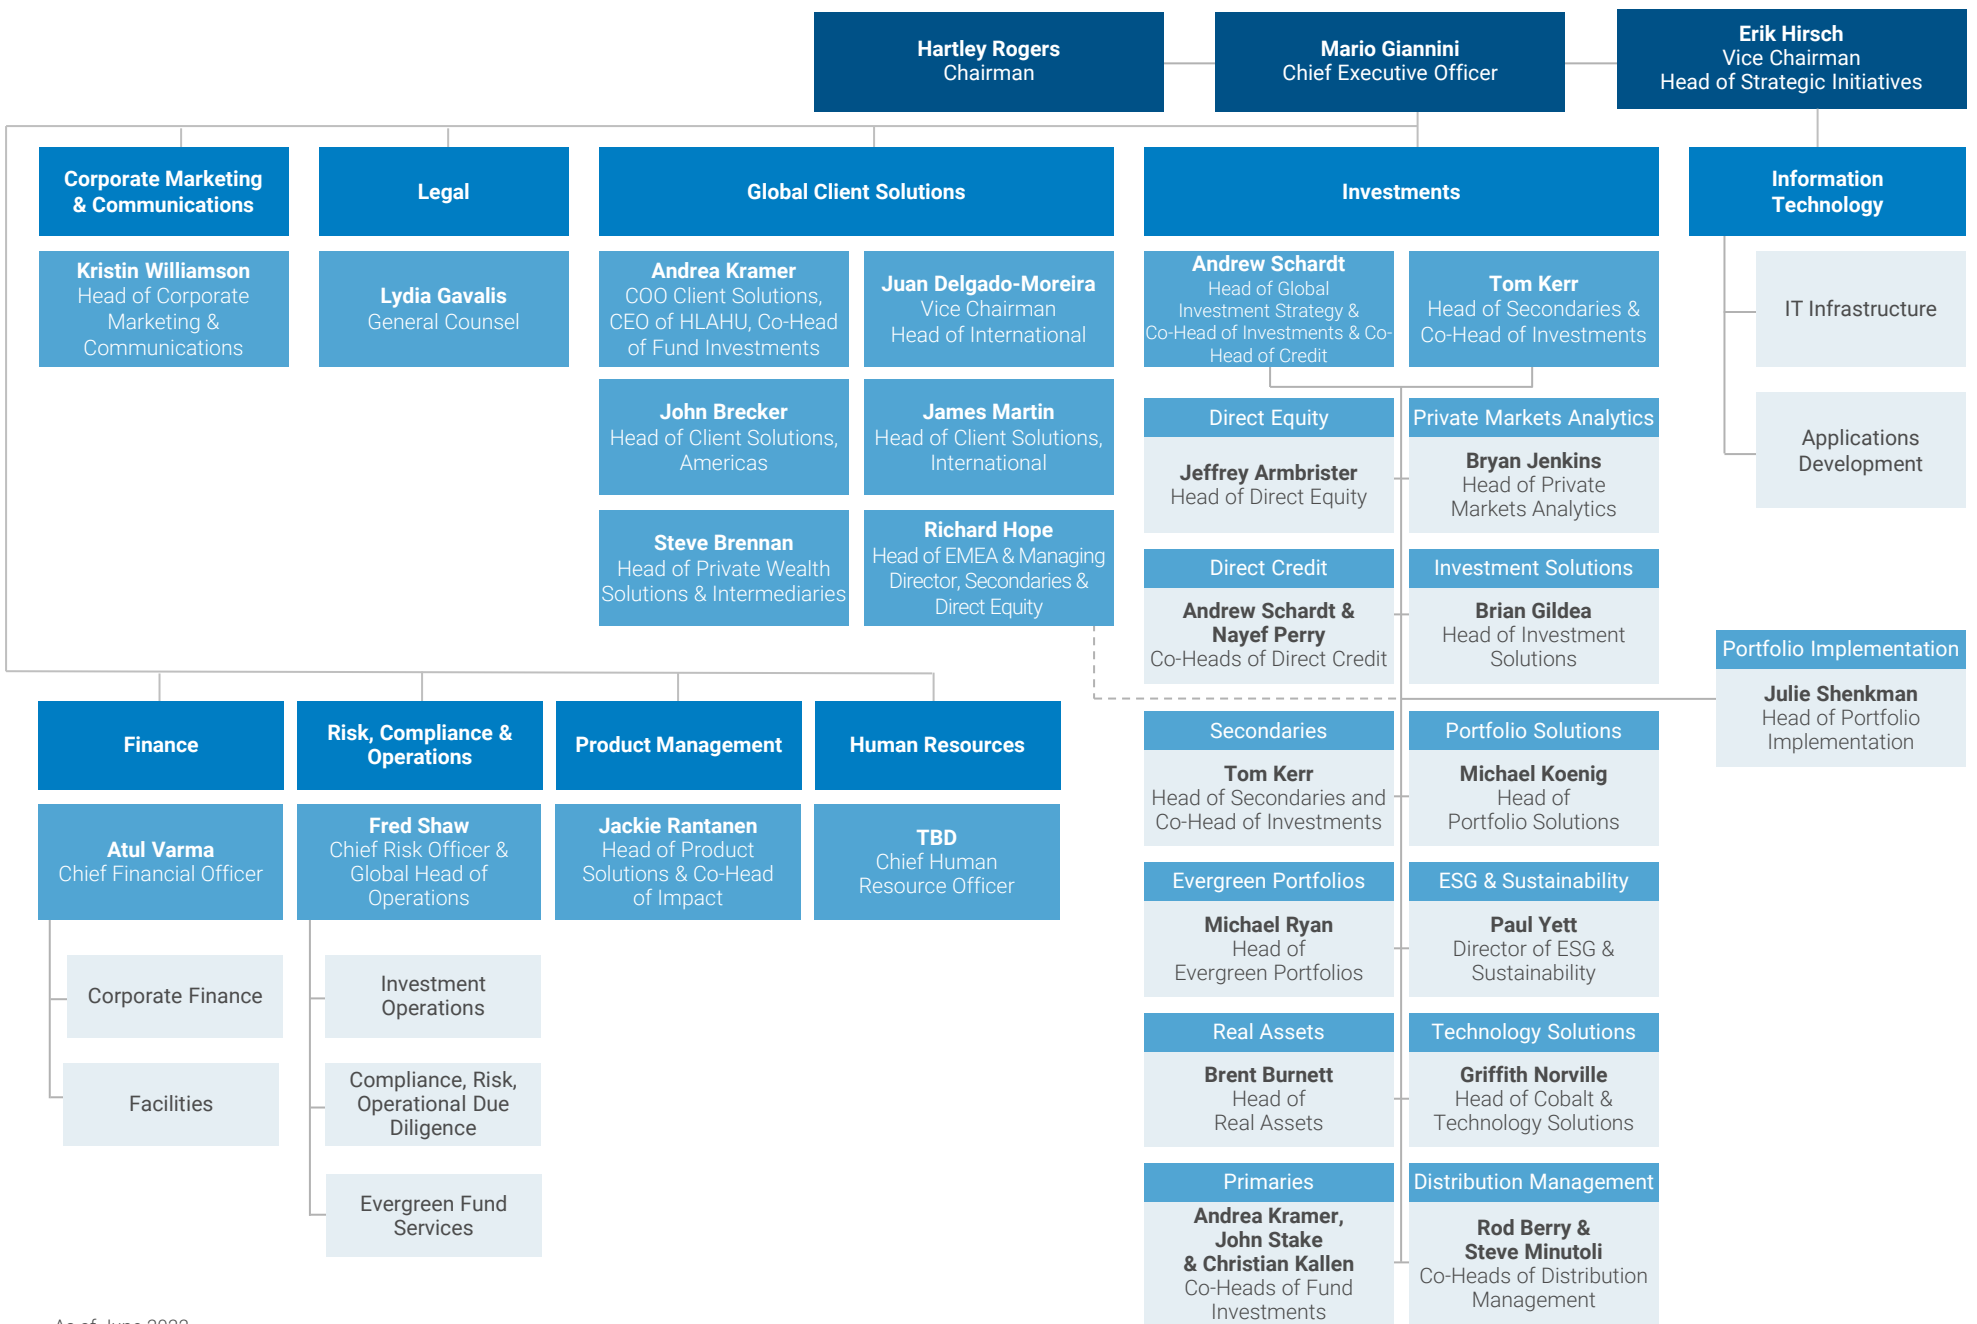 Hartley Rogers
Chairman
Mario Giannini
Chief Executive Officer
Erik Hirsch
Vice Chairman
Head of Strategic Initiatives
Corporate Marketing
& Communications
Legal
Global Client Solutions
Investments
Information
Technology
Kristin Williamson
Head of Corporate
Marketing &
Communications
Lydia Gavalis
General Counsel
Andrea Kramer
COO Client Solutions,
CEO of HLAHU, Co-Head
of Fund Investments
Juan Delgado-Moreira
Vice Chairman
Head of International
John Brecker
Head of Client Solutions,
Americas
James Martin
Head of Client Solutions,
International
Steve Brennan
Head of Private Wealth
Solutions & Intermediaries
Richard Hope
Head of EMEA & Managing
Director, Secondaries &
Direct Equity
Andrew Schardt
Head of Global
Investment Strategy &
Co-Head of Investments & Co-
Head of Credit
Tom Kerr
Head of Secondaries &
Co-Head of Investments
Direct Equity
Jeffrey Armbrister
Head of Direct Equity
Private Markets Analytics
Bryan Jenkins
Head of Private
Markets Analytics
Direct Credit
Andrew Schardt &
Nayef Perry
Co-Heads of Direct Credit
Investment Solutions
Brian Gildea
Head of Investment
Solutions
Secondaries
Tom Kerr
Head of Secondaries and
Co-Head of Investments
Portfolio Solutions
Michael Koenig
Head of
Portfolio Solutions
Evergreen Portfolios
Michael Ryan
Head of
Evergreen Portfolios
ESG & Sustainability
Paul Yett
Director of ESG &
Sustainability
Real Assets
Brent Burnett
Head of
Real Assets
Technology Solutions
Griffith Norville
Head of Cobalt &
Technology Solutions
Primaries
Andrea Kramer,
John Stake
& Christian Kallen
Co-Heads of Fund
Investments
Distribution Management
Rod Berry &
Steve Minutoli
Co-Heads of Distribution
Management
IT Infrastructure
Applications
Development
Portfolio Implementation
Julie Shenkman
Head of Portfolio
Implementation
Finance
Risk, Compliance &
Operations
Product Management
Human Resources
Atul Varma
Chief Financial Officer
Fred Shaw
Chief Risk Officer &
Global Head of
Operations
Jackie Rantanen
Head of Product
Solutions & Co-Head
of Impact
TBD
Chief Human
Resource Officer
Corporate Finance
Facilities
Investment
Operations
Compliance, Risk,
Operational Due
Diligence
Evergreen Fund
Services
As of June